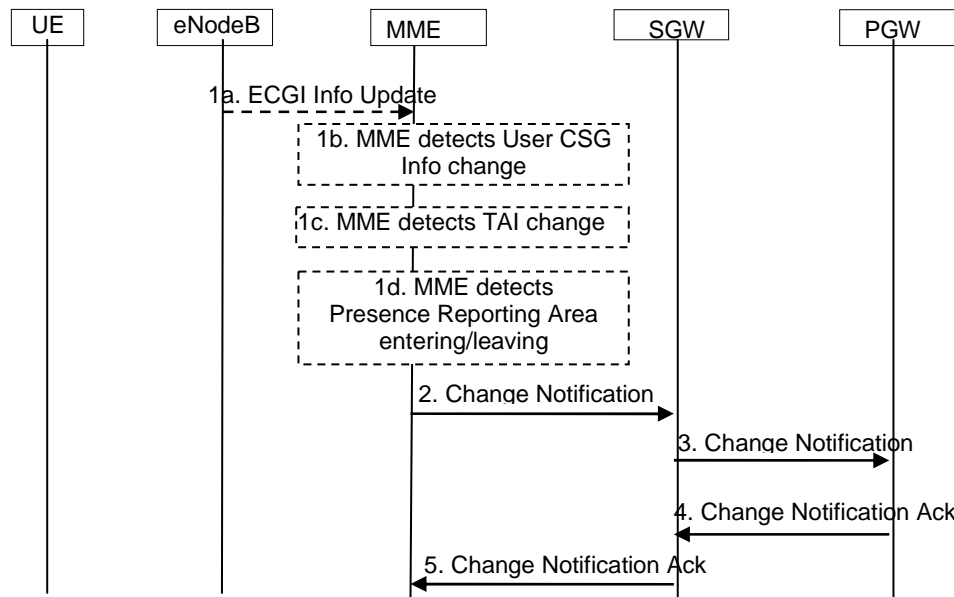 UE
eNodeB
MME
SGW
PGW
1a. ECGI Info Update
1b. MME detects User CSG
Info change
1c. MME detects TAI change
1d. MME detects
Presence Reporting Area
entering/leaving
2. Change Notification
3. Change Notification
4. Change Notification Ack
5. Change Notification Ack